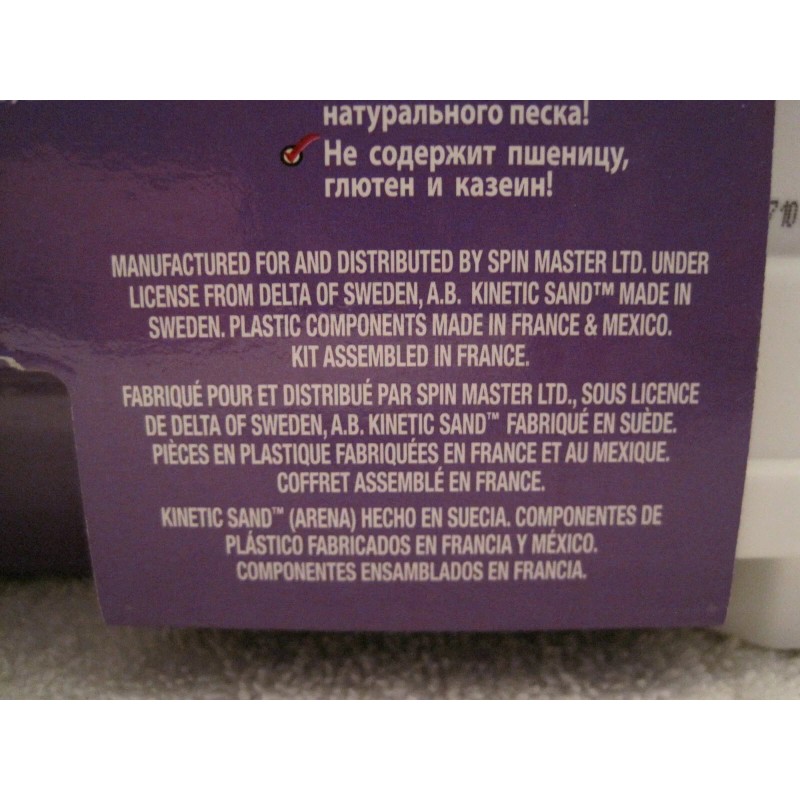 натурального песка!
Не содержит пшеницу,
глютен и казеин!
MANUFACTURED FOR AND DISTRIBUTED BY SPIN MASTER LTD. UNDER
LICENSE FROM DELTA OF SWEDEN, A.B. KINETIC SAND™ MADE IN
SWEDEN. PLASTIC COMPONENTS MADE IN FRANCE & MEXICO.
KIT ASSEMBLED IN FRANCE.
FABRIQUÉ POUR ET DISTRIBUÉ PAR SPIN MASTER LTD., SOUS LICENCE
DE DELTA OF SWEDEN, A.B. KINETIC SAND™ FABRIQUÉ EN SUÈDE.
PIÈCES EN PLASTIQUE FABRIQUÉES EN FRANCE ET AU MEXIQUE.
COFFRET ASSEMBLÉ EN FRANCE.
KINETIC SAND™ (ARENA) HECHO EN SUECIA. COMPONENTES DE
PLÁSTICO FABRICADOS EN FRANCIA Y MÉXICO.
COMPONENTES ENSAMBLADOS EN FRANCIA.